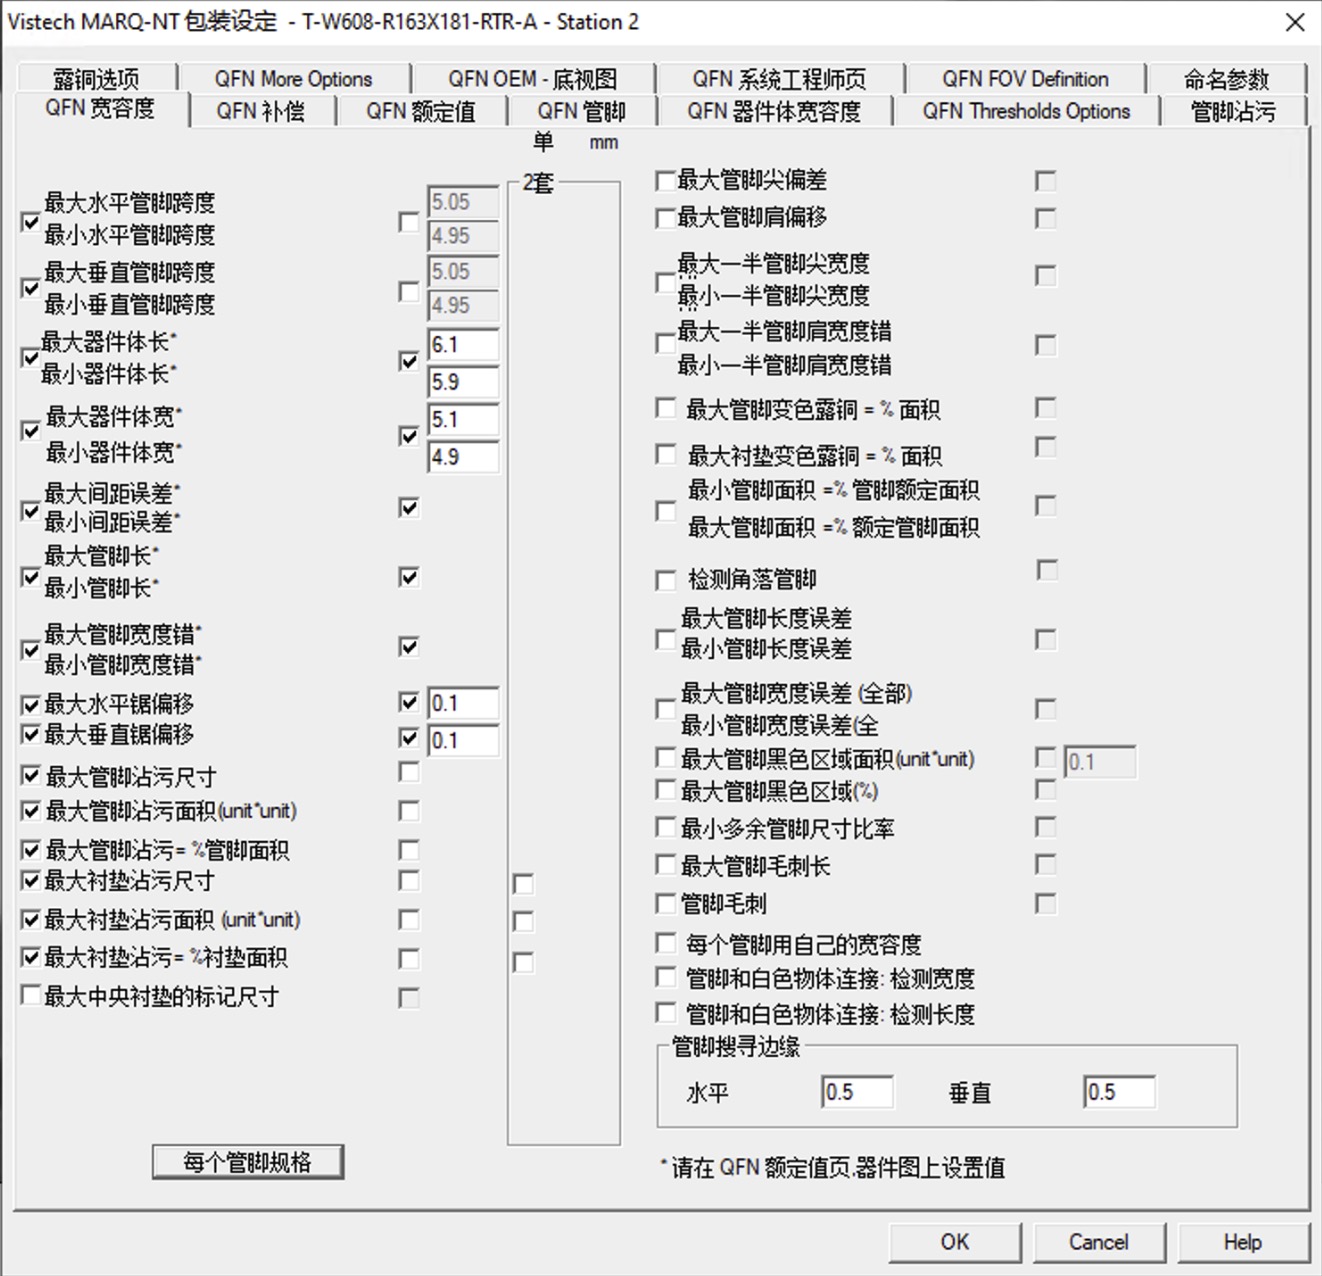 Vistech MARQ-NT 包装设定 - T-W608-R163X181-RTR-A - Station 2
露铜选项 QFN More Options QFN OEM - 底视图 QFN 系统工程师页 QFN FOV Definition 命名参数
QFN 宽容度 QFN 补偿 QFN 额定值 QFN 管脚 QFN 器件体宽容度 QFN Thresholds Options 管脚沾污
单 mm
2套
最大水平管脚跨度 5.05
最小水平管脚跨度 4.95
最大垂直管脚跨度 5.05
最小垂直管脚跨度 4.95
最大器件体长* 6.1
最小器件体长* 5.9
最大器件体宽* 5.1
最小器件体宽* 4.9
最大间距误差*
最小间距误差*
最大管脚长*
最小管脚长*
最大管脚宽度错*
最小管脚宽度错*
最大水平锯偏移 0.1
最大垂直锯偏移 0.1
最大管脚沾污尺寸
最大管脚沾污面积(unit*unit)
最大管脚沾污= %管脚面积
最大衬垫沾污尺寸
最大衬垫沾污面积 (unit*unit)
最大衬垫沾污= %衬垫面积
最大中央衬垫的标记尺寸
每个管脚规格
最大管脚尖偏差
最大管脚肩偏移
最大一半管脚尖宽度
最小一半管脚尖宽度
最大一半管脚肩宽度错
最小一半管脚肩宽度错
最大管脚变色露铜 = % 面积
最大衬垫变色露铜 = % 面积
最小管脚面积 =% 管脚额定面积
最大管脚面积 =% 额定管脚面积
检测角落管脚
最大管脚长度误差
最小管脚长度误差
最大管脚宽度误差 (全部)
最小管脚宽度误差(全
最大管脚黑色区域面积(unit*unit) 0.1
最大管脚黑色区域(%)
最小多余管脚尺寸比率
最大管脚毛刺长
管脚毛刺
每个管脚用自己的宽容度
管脚和白色物体连接: 检测宽度
管脚和白色物体连接: 检测长度
管脚搜寻边缘
水平 0.5 垂直 0.5
* 请在 QFN 额定值页,器件图上设置值
OK Cancel Help